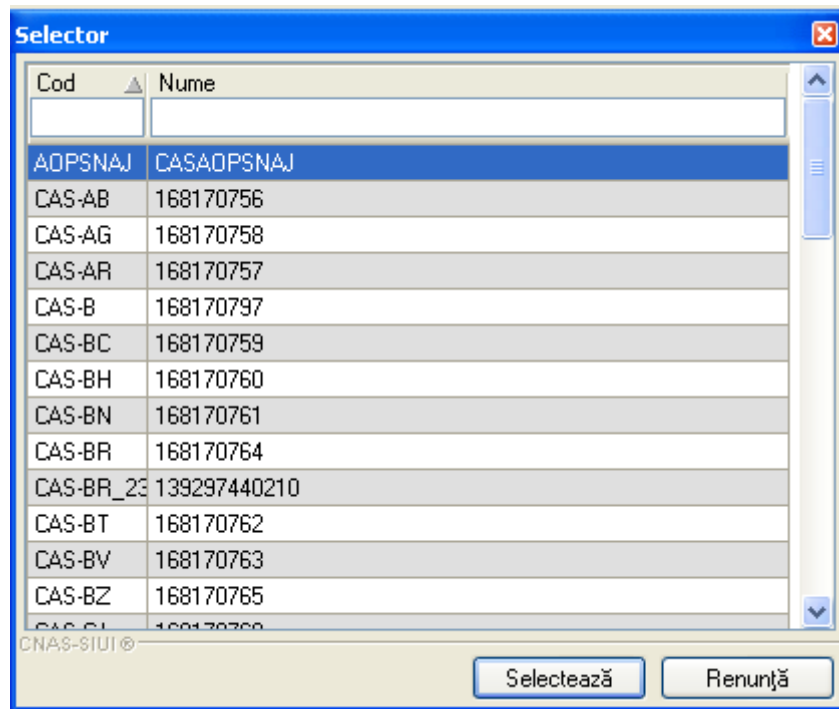 Selector
Cod Nume
AOPSNAJ CASAOPSNAJ
CAS-AB 168170756
CAS-AG 168170758
CAS-AR 168170757
CAS-B 168170797
CAS-BC 168170759
CAS-BH 168170760
CAS-BN 168170761
CAS-BR 168170764
CAS-BR_23 139297440210
CAS-BT 168170762
CAS-BV 168170763
CAS-BZ 168170765
CNAS-SIUI®
Selectează Renunţă